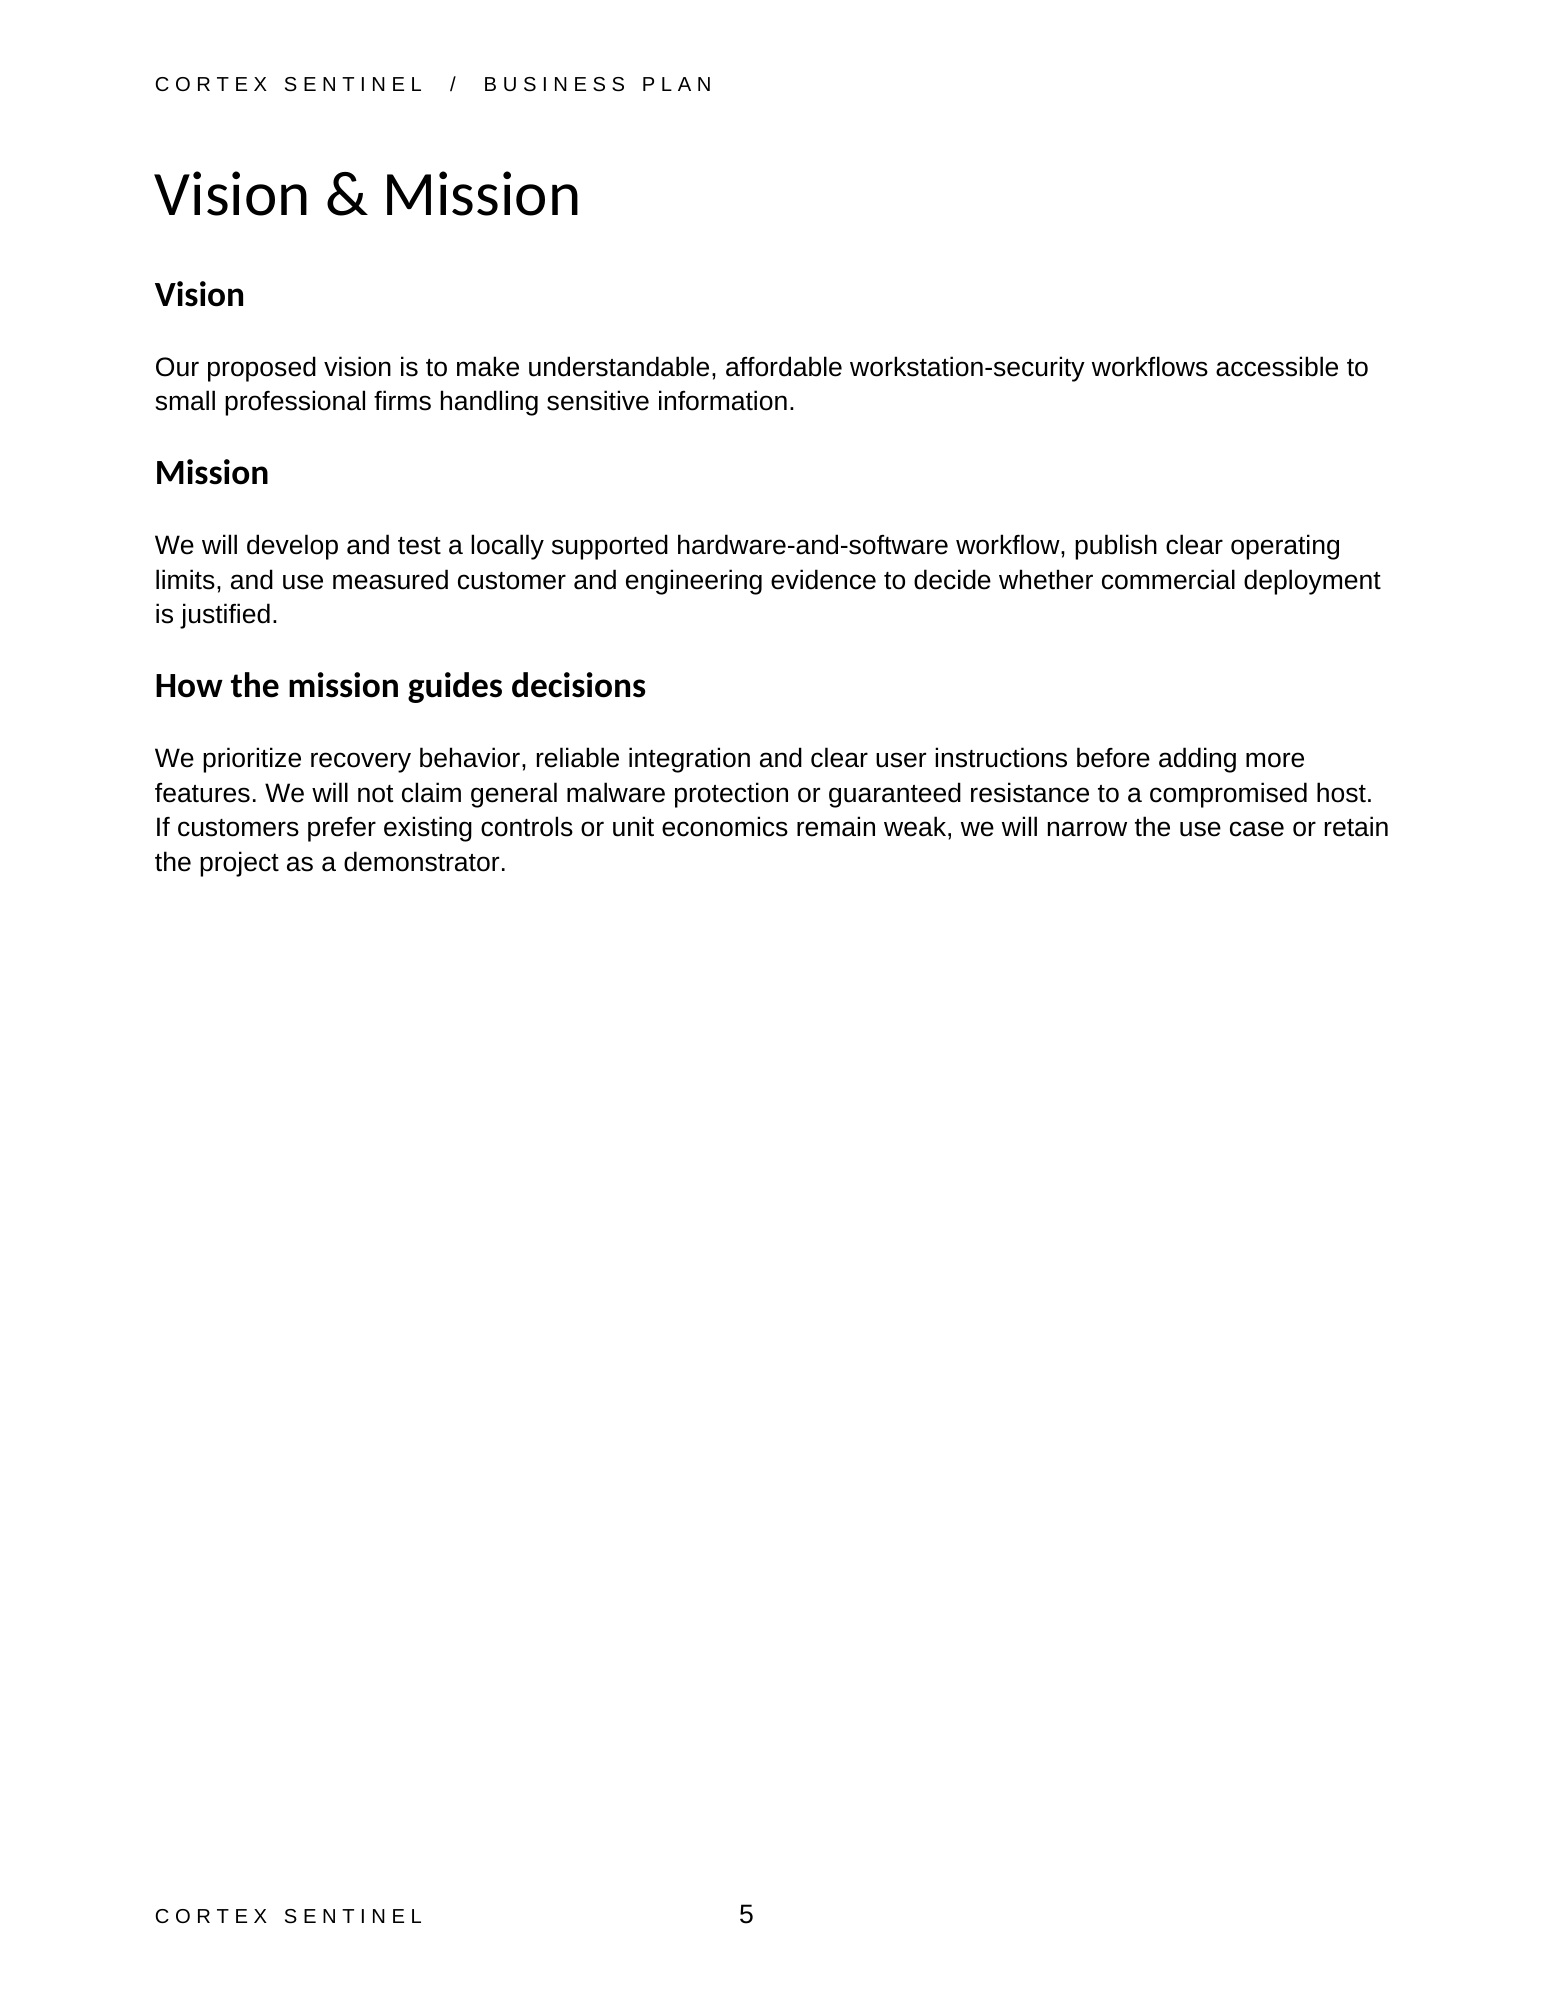 CORTEX SENTINEL / BUSINESS PLAN
Vision & Mission
Vision
Our proposed vision is to make understandable, affordable workstation-security workflows accessible to
small professional firms handling sensitive information.
Mission
We will develop and test a locally supported hardware-and-software workflow, publish clear operating
limits, and use measured customer and engineering evidence to decide whether commercial deployment
is justified.
How the mission guides decisions
We prioritize recovery behavior, reliable integration and clear user instructions before adding more
features. We will not claim general malware protection or guaranteed resistance to a compromised host.
If customers prefer existing controls or unit economics remain weak, we will narrow the use case or retain
the project as a demonstrator.
CORTEX SENTINEL 5